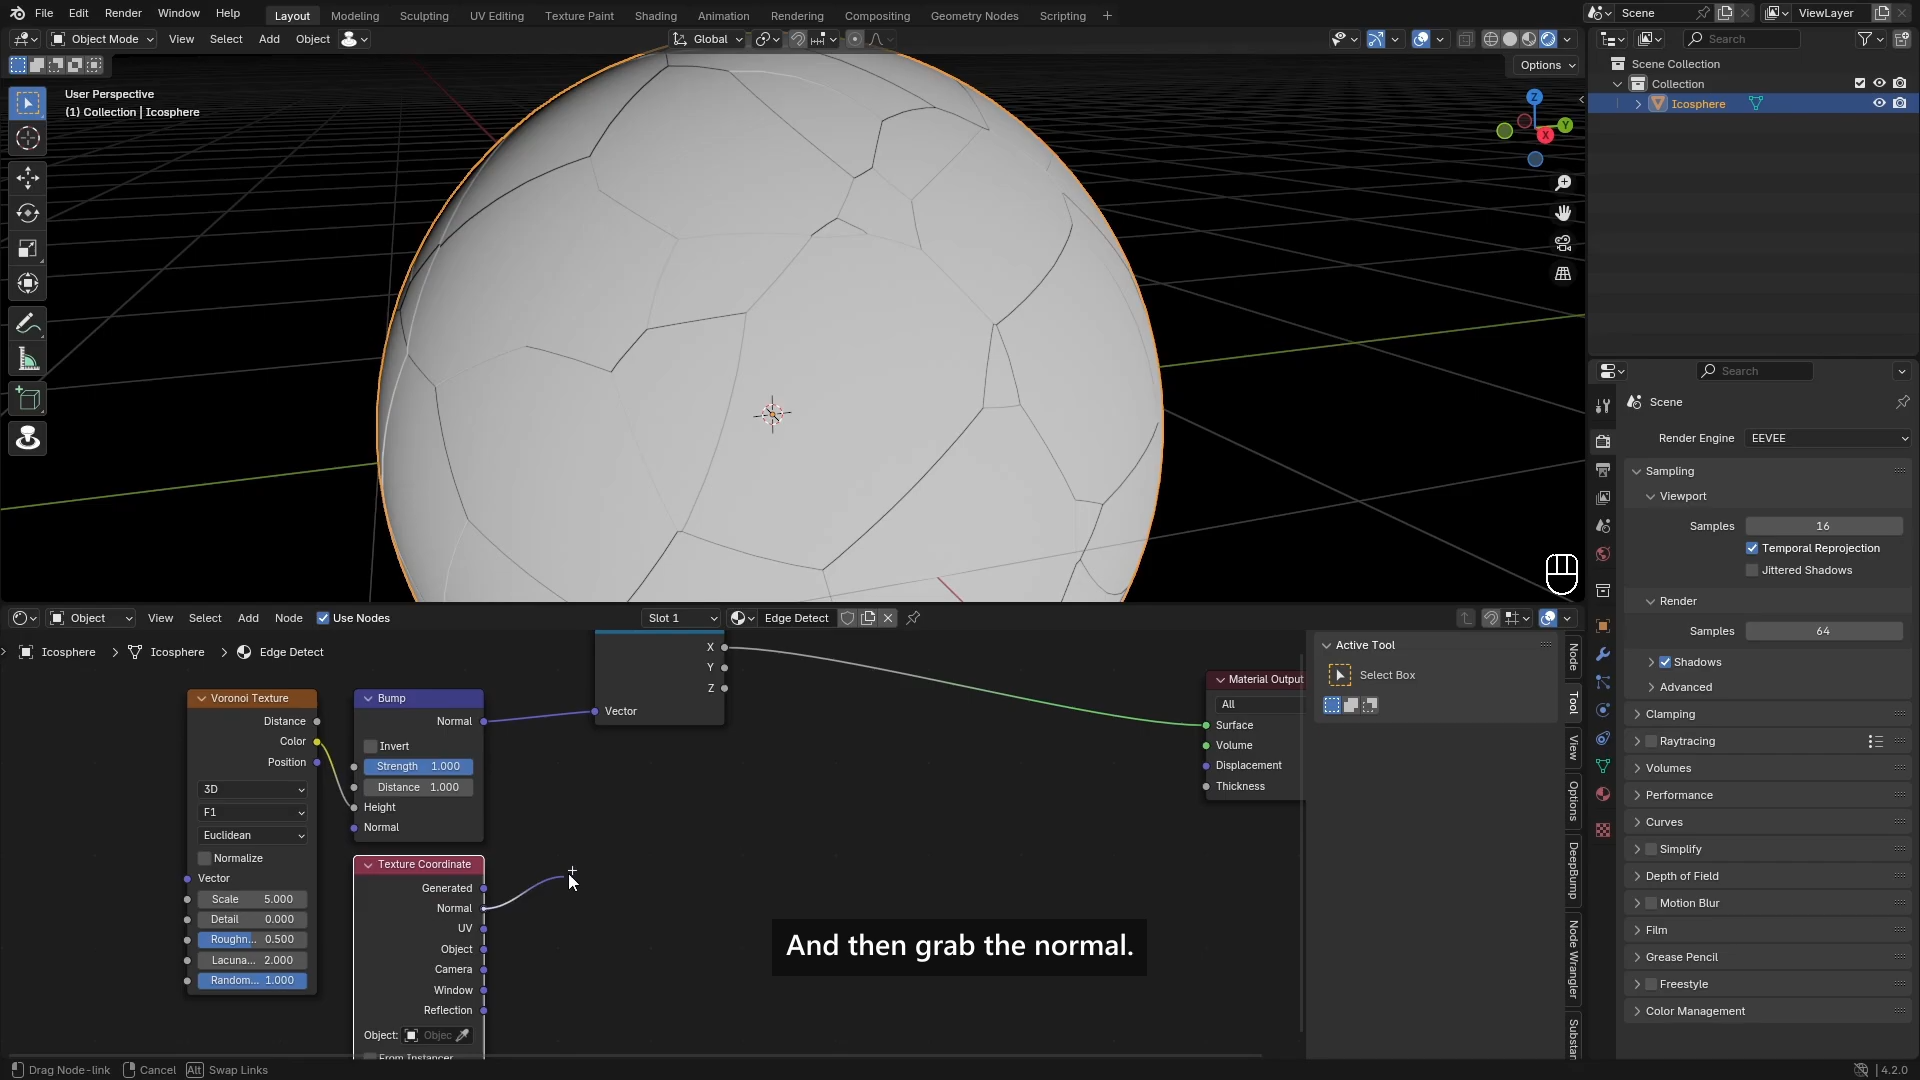 File Edit Render Window Help Layout Modeling Sculpting UV Editing Texture Paint Shading Animation Rendering Compositing Geometry Nodes Scripting + Scene ViewLayer
Object Mode View Select Add Object Global Search
Options
User Perspective
(1) Collection | Icosphere
Z
Y
X
Scene Collection
Collection
Icosphere
Search
Scene
Render Engine EEVEE
Sampling
Viewport
Samples 16
Temporal Reprojection
Jittered Shadows
Render
Samples 64
Shadows
Advanced
Clamping
Raytracing
Volumes
Performance
Curves
Simplify
Depth of Field
Motion Blur
Film
Grease Pencil
Freestyle
Color Management
Object View Select Add Node Use Nodes Slot 1 Edge Detect
Icosphere > Icosphere > Edge Detect
Voronoi Texture
Distance
Color
Position
3D
F1
Euclidean
Normalize
Vector
Scale 5.000
Detail 0.000
Roughn... 0.500
Lacuna... 2.000
Random... 1.000
Bump
Normal
Invert
Strength 1.000
Distance 1.000
Height
Normal
Texture Coordinate
Generated
Normal
UV
Object
Camera
Window
Reflection
Object: Objec
From Instancer
X
Y
Z
Vector
Material Output
All
Surface
Volume
Displacement
Thickness
Active Tool
Select Box
Node
Tool
View
Options
DeepBump
Node Wrangler
Substan
And then grab the normal.
Drag Node-link Cancel Alt Swap Links 4.2.0